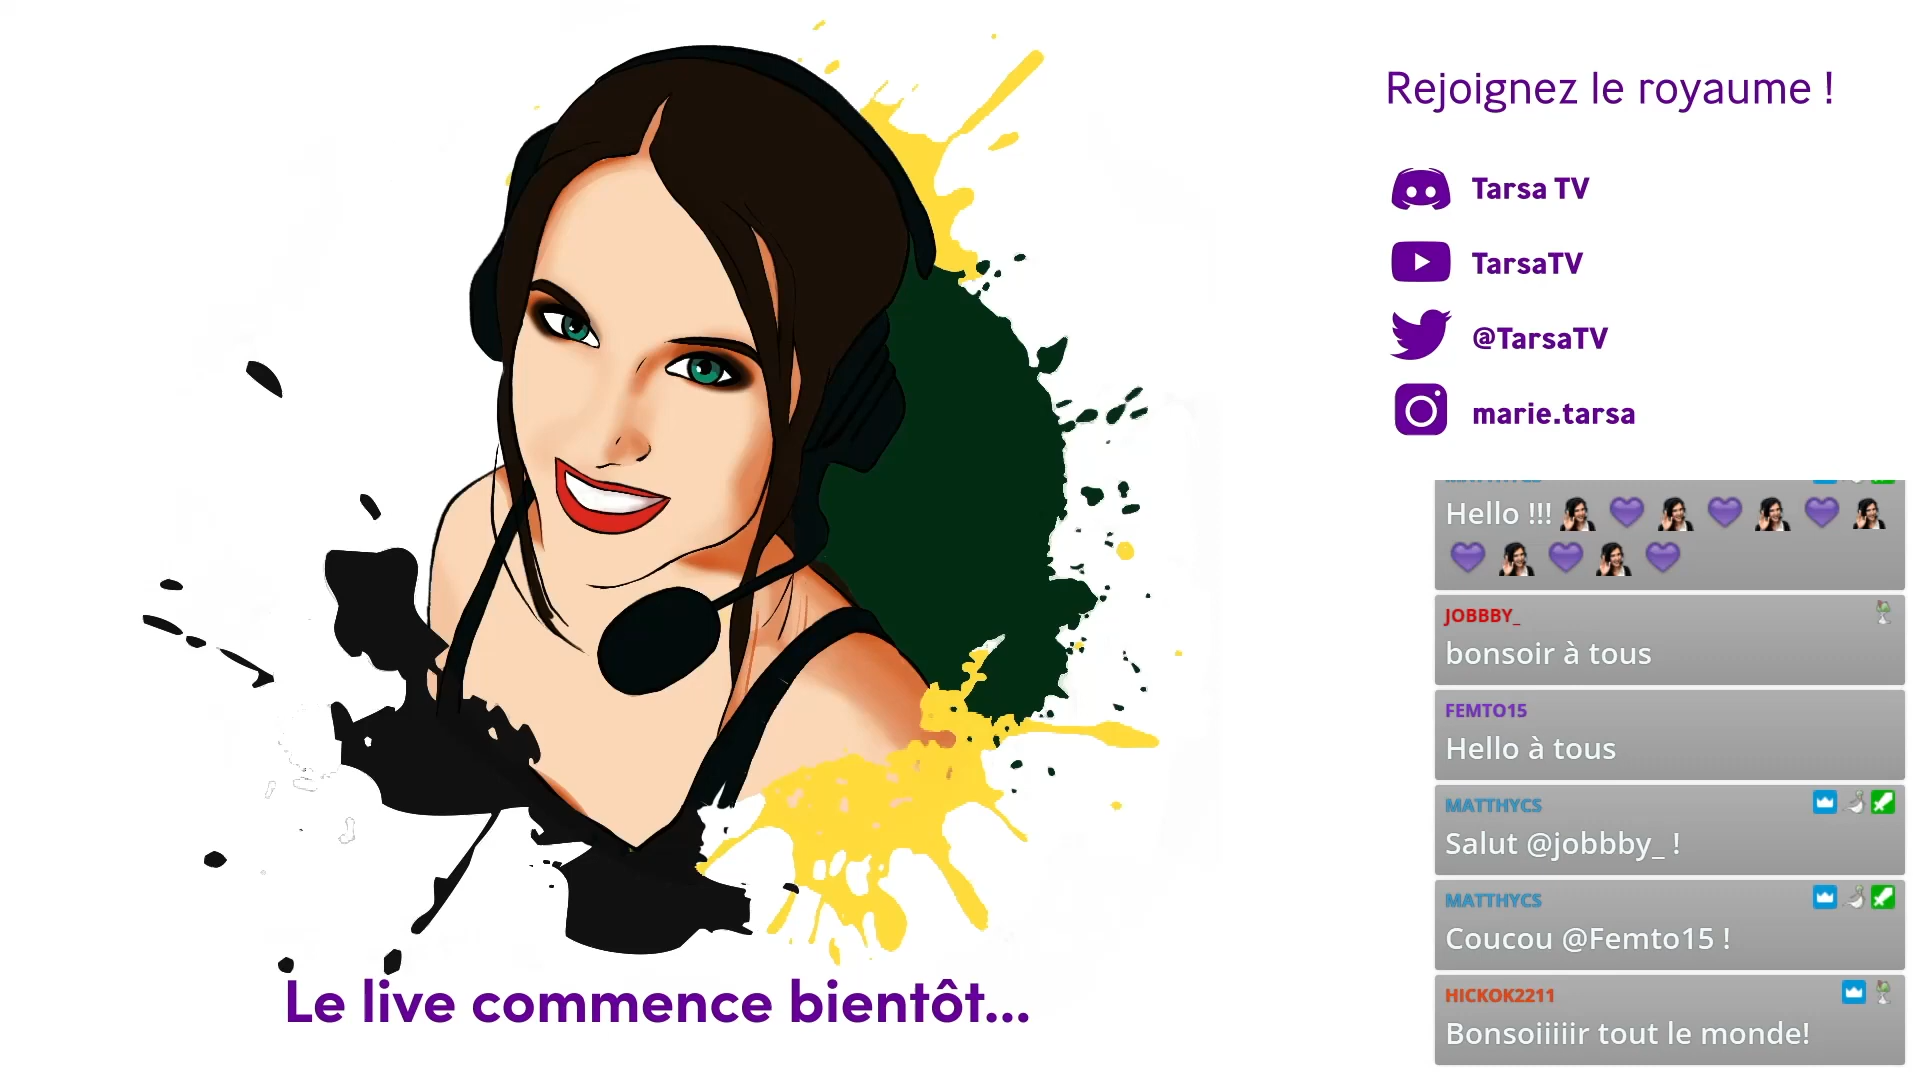 Rejoignez le royaume !
Tarsa TV
TarsaTV
@TarsaTV
marie.tarsa
Hello !!!
JOBBBY_
bonsoir à tous
FEMTO15
Hello à tous
MATTHYCS
Salut @jobbby_ !
MATTHYCS
Coucou @Femto15 !
HICKOK2211
Bonsoiiiiir tout le monde!
Le live commence bientôt...